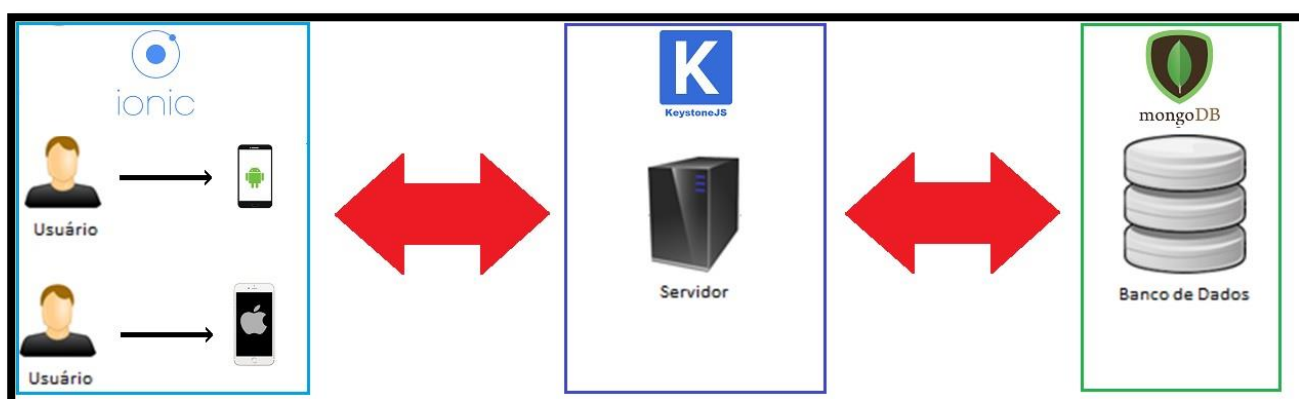 ionic
Usuário
Usuário
K
KeystoneJS
Servidor
mongoDB
Banco de Dados